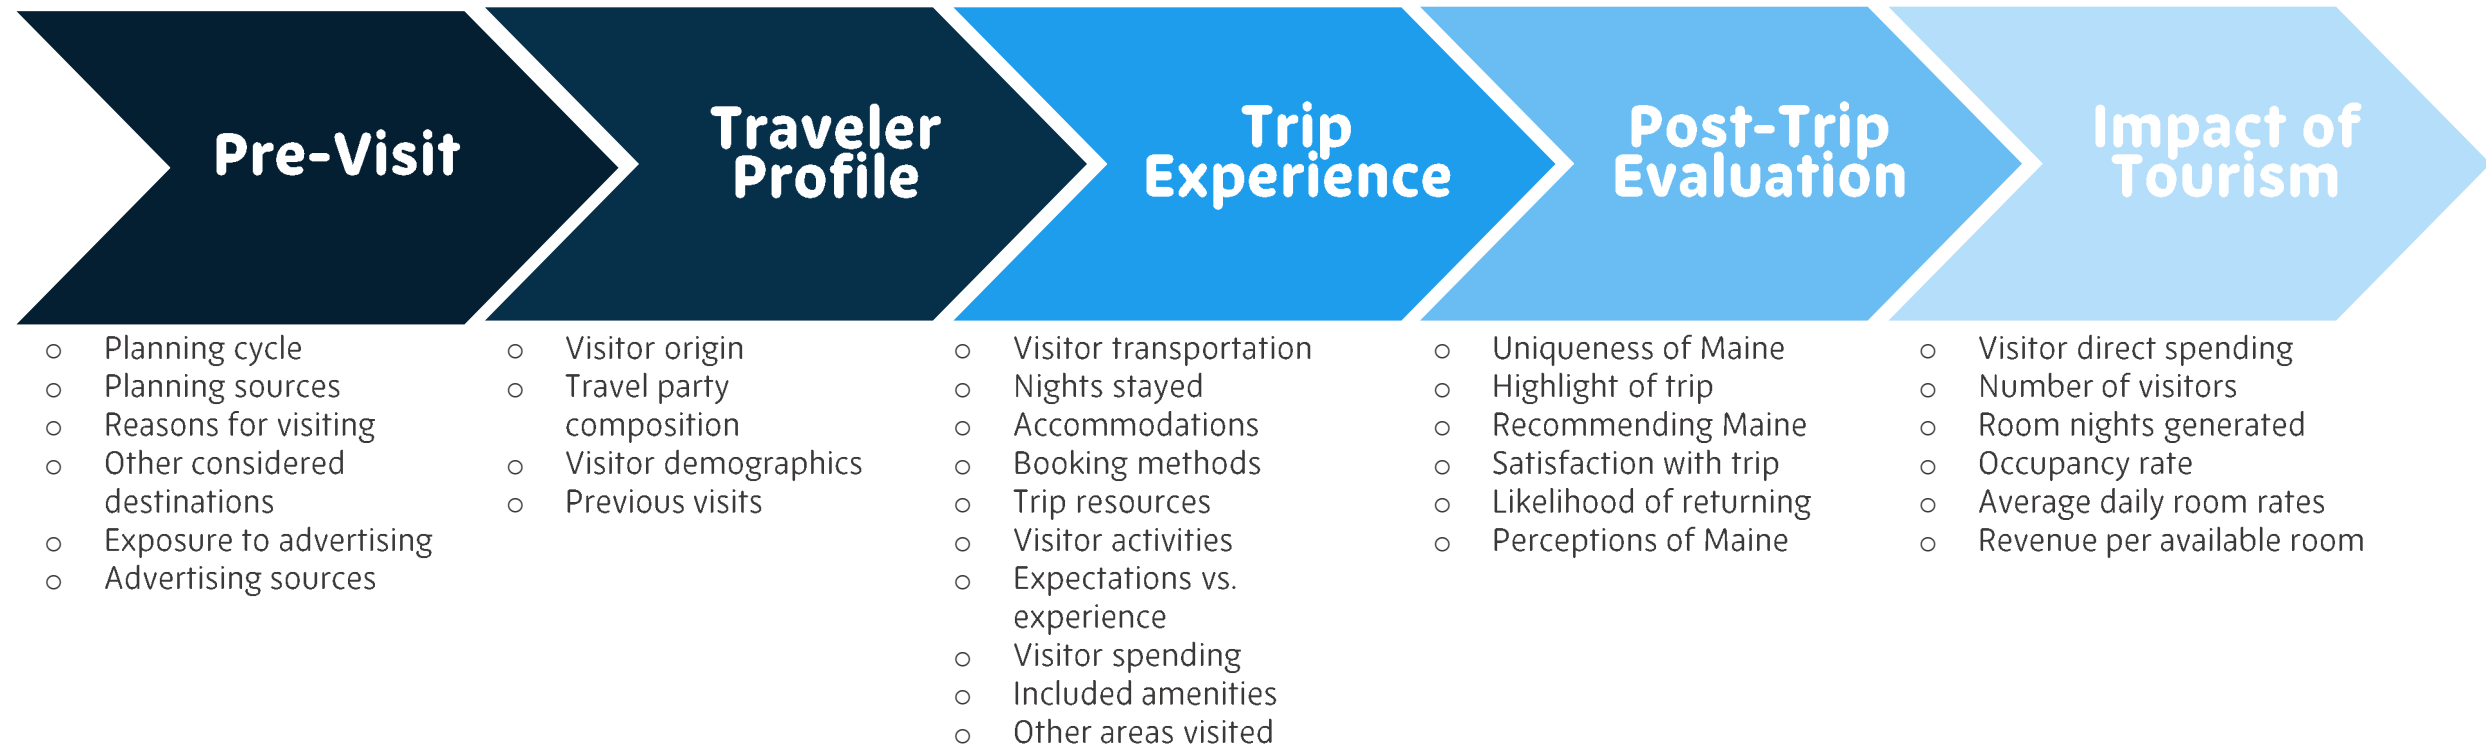 Pre-Visit
Traveler
Profile
Trip
Experience
Post-Trip
Evaluation
Impact of
Tourism
○ Planning cycle
○ Planning sources
○ Reasons for visiting
○ Other considered
destinations
○ Exposure to advertising
○ Advertising sources
○ Visitor origin
○ Travel party
composition
○ Visitor demographics
○ Previous visits
○ Visitor transportation
○ Nights stayed
○ Accommodations
○ Booking methods
○ Trip resources
○ Visitor activities
○ Expectations vs.
experience
○ Visitor spending
○ Included amenities
○ Other areas visited
○ Uniqueness of Maine
○ Highlight of trip
○ Recommending Maine
○ Satisfaction with trip
○ Likelihood of returning
○ Perceptions of Maine
○ Visitor direct spending
○ Number of visitors
○ Room nights generated
○ Occupancy rate
○ Average daily room rates
○ Revenue per available room